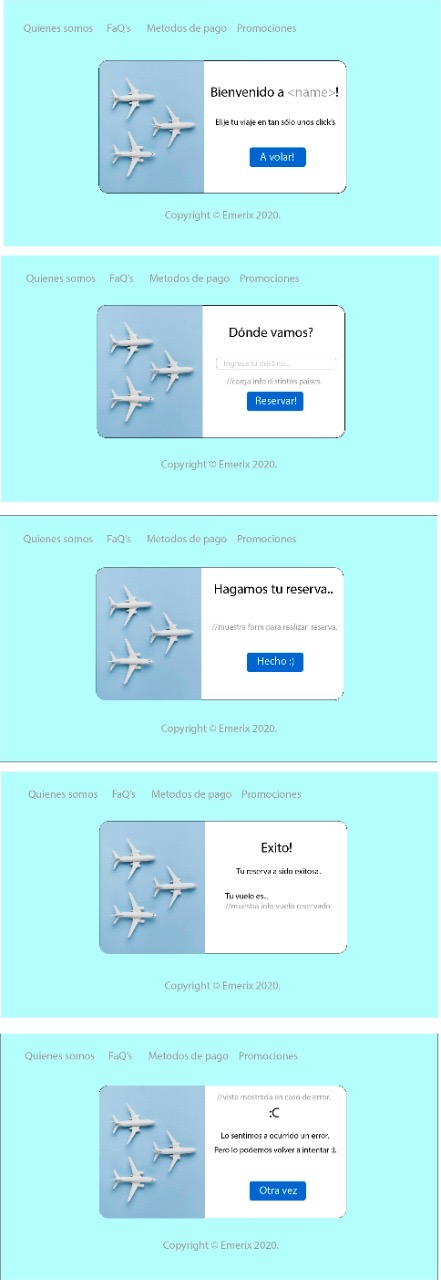 Quienes somos FaQ's Metodos de pago Promociones
Bienvenido a <name>!
Elije tu viaje en tan sólo unos click's
A volar!
Copyright © Emerix 2020.
Quienes somos FaQ's Metodos de pago Promociones
Dónde vamos?
Ingresa tu destino...
//carga info distintos países.
Reservar!
Copyright © Emerix 2020.
Quienes somos FaQ's Metodos de pago Promociones
Hagamos tu reserva..
//muestra form para realizar reserva.
Hecho :)
Copyright © Emerix 2020.
Quienes somos FaQ's Metodos de pago Promociones
Exito!
Tu reserva a sido exitosa.
Tu vuelo es...
//muestra info vuelo reservado
Copyright © Emerix 2020.
Quienes somos FaQ's Metodos de pago Promociones
//vista mostrada en caso de error.
:C
Lo sentimos a ocurrido un error.
Pero lo podemos volver a intentar :).
Otra vez
Copyright © Emerix 2020.